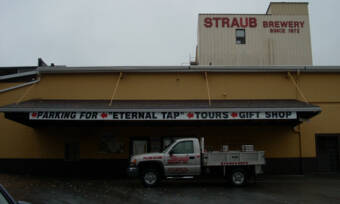 STRAUB BREWERY
SINCE 1872
PARKING FOR "ETERNAL TAP" TOURS GIFT SHOP